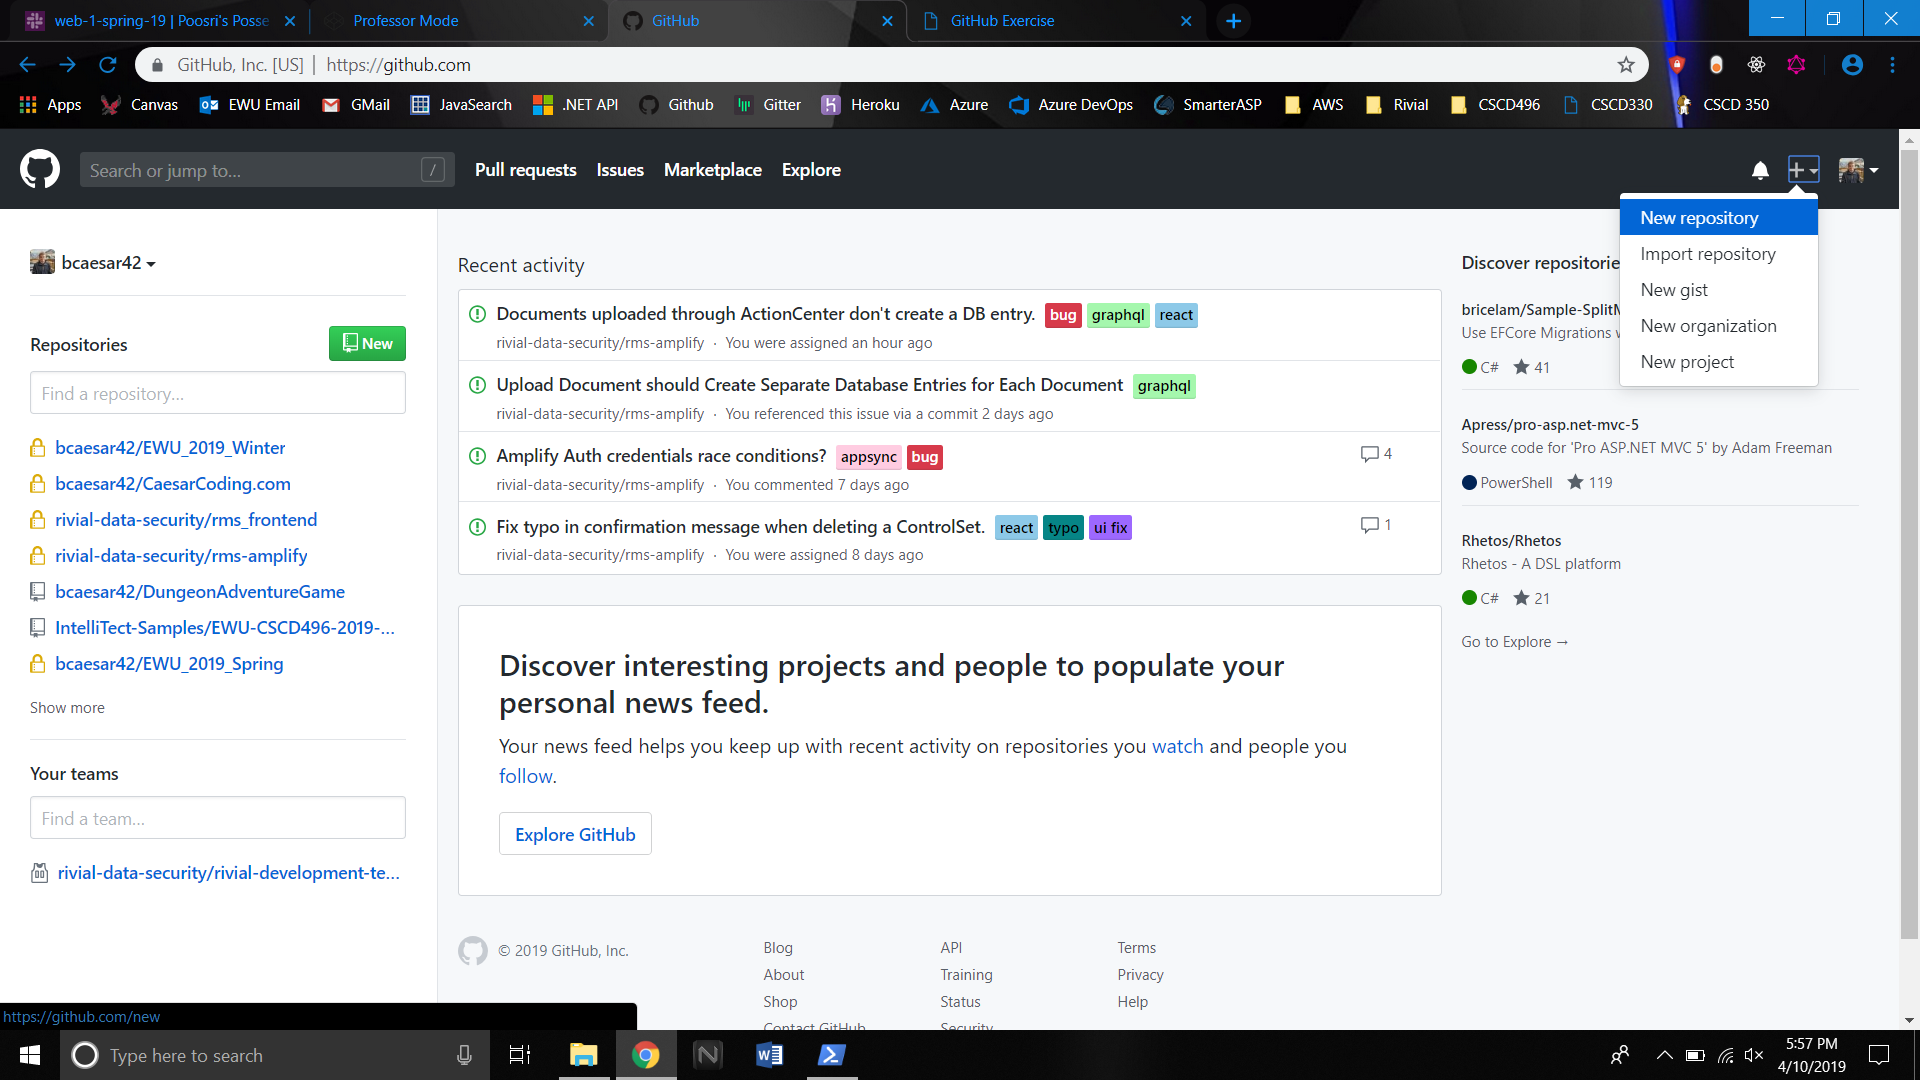 web-1-spring-19 | Poosri's Posse
Professor Mode
GitHub
GitHub Exercise
GitHub, Inc. [US] | https://github.com
Apps
Canvas
EWU Email
GMail
JavaSearch
.NET API
Github
Gitter
Heroku
Azure
Azure DevOps
SmarterASP
AWS
Rivial
CSCD496
CSCD330
CSCD 350
Search or jump to...
/
Pull requests
Issues
Marketplace
Explore
New repository
Import repository
New gist
New organization
New project
bcaesar42
Repositories
New
Find a repository...
bcaesar42/EWU_2019_Winter
bcaesar42/CaesarCoding.com
rivial-data-security/rms_frontend
rivial-data-security/rms-amplify
bcaesar42/DungeonAdventureGame
IntelliTect-Samples/EWU-CSCD496-2019-...
bcaesar42/EWU_2019_Spring
Show more
Your teams
Find a team...
rivial-data-security/rivial-development-te...
Recent activity
Documents uploaded through ActionCenter don't create a DB entry. bug graphql react
rivial-data-security/rms-amplify · You were assigned an hour ago
Upload Document should Create Separate Database Entries for Each Document graphql
rivial-data-security/rms-amplify · You referenced this issue via a commit 2 days ago
Amplify Auth credentials race conditions? appsync bug 4
rivial-data-security/rms-amplify · You commented 7 days ago
Fix typo in confirmation message when deleting a ControlSet. react typo ui fix 1
rivial-data-security/rms-amplify · You were assigned 8 days ago
Discover interesting projects and people to populate your
personal news feed.
Your news feed helps you keep up with recent activity on repositories you watch and people you
follow.
Explore GitHub
Discover repositorie
bricelam/Sample-SplitM
Use EFCore Migrations
C# 41
Apress/pro-asp.net-mvc-5
Source code for 'Pro ASP.NET MVC 5' by Adam Freeman
PowerShell 119
Rhetos/Rhetos
Rhetos - A DSL platform
C# 21
Go to Explore →
© 2019 GitHub, Inc.
Blog
About
Shop
Contact GitHub
API
Training
Status
Security
Terms
Privacy
Help
https://github.com/new
Type here to search
5:57 PM
4/10/2019